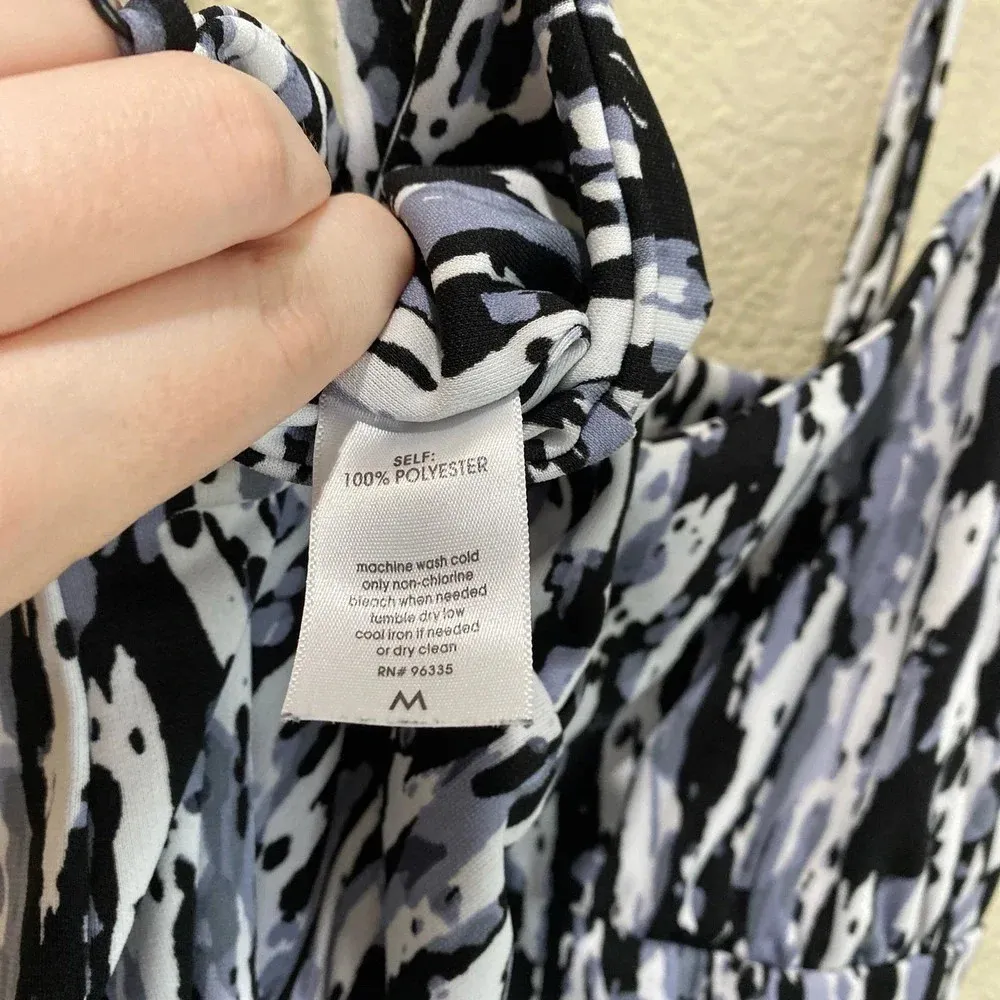 SELF:
100% POLYESTER
machine wash cold
only non-chlorine
bleach when needed
tumble dry low
cool iron if needed
or dry clean
RN# 96335
M